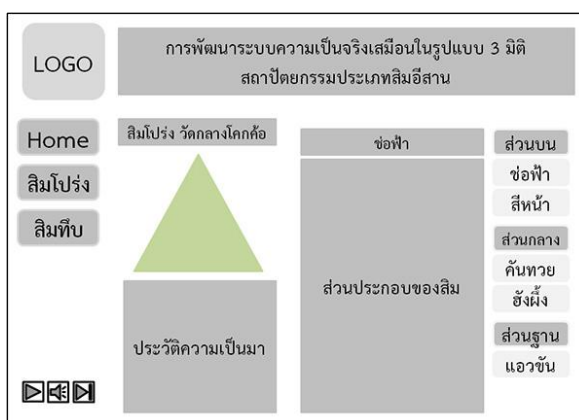 LOGO
การพัฒนาระบบความเป็นจริงเสมือนในรูปแบบ 3 มิติ
สถาปัตยกรรมประเภทสิมอีสาน
Home
สิมโปร่ง
สิมทึบ
สิมโปร่ง วัดกลางโคกค้อ
ประวัติความเป็นมา
ช่อฟ้า
ส่วนประกอบของสิม
ส่วนบน
ช่อฟ้า
สีหน้า
ส่วนกลาง
คันทวย
ฮังผึ้ง
ส่วนฐาน
แอวขัน